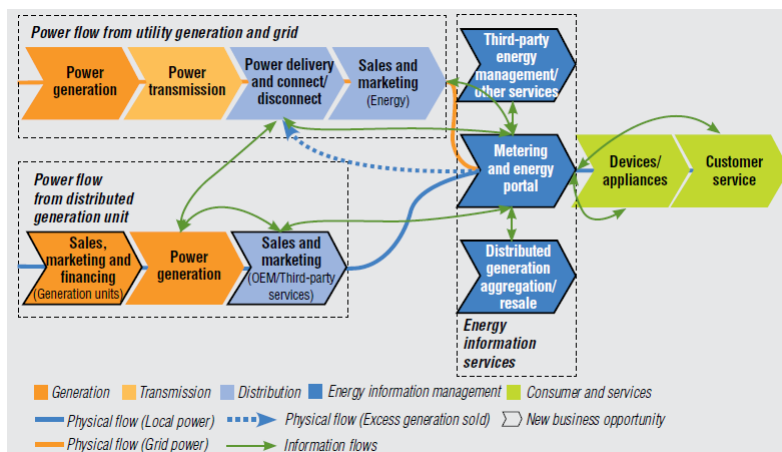 Power flow from utility generation and grid
Power
generation
Power
transmission
Power delivery
and connect/
disconnect
Sales and
marketing
(Energy)
Third-party
energy
management/
other services
Metering
and energy
portal
Devices/
appliances
Customer
service
Power flow
from distributed
generation unit
Sales,
marketing and
financing
(Generation units)
Power
generation
Sales and
marketing
(OEM/Third-party
services)
Distributed
generation
aggregation/
resale
Energy
information
services
Generation
Transmission
Distribution
Energy information management
Consumer and services
Physical flow (Local power)
Physical flow (Excess generation sold)
New business opportunity
Physical flow (Grid power)
Information flows